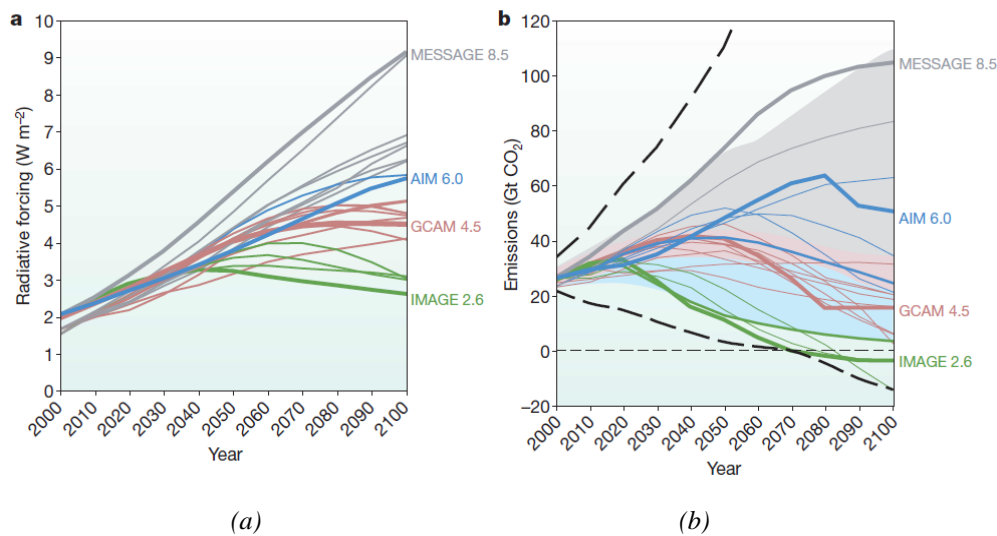 a
10
9
8
7
6
5
4
3
2
1
0
Radiative forcing (W m⁻²)
2000 2010 2020 2030 2040 2050 2060 2070 2080 2090 2100
Year
MESSAGE 8.5
AIM 6.0
GCAM 4.5
IMAGE 2.6
(a)
b
120
100
80
60
40
20
0
−20
Emissions (Gt CO₂)
2000 2010 2020 2030 2040 2050 2060 2070 2080 2090 2100
Year
MESSAGE 8.5
AIM 6.0
GCAM 4.5
IMAGE 2.6
(b)